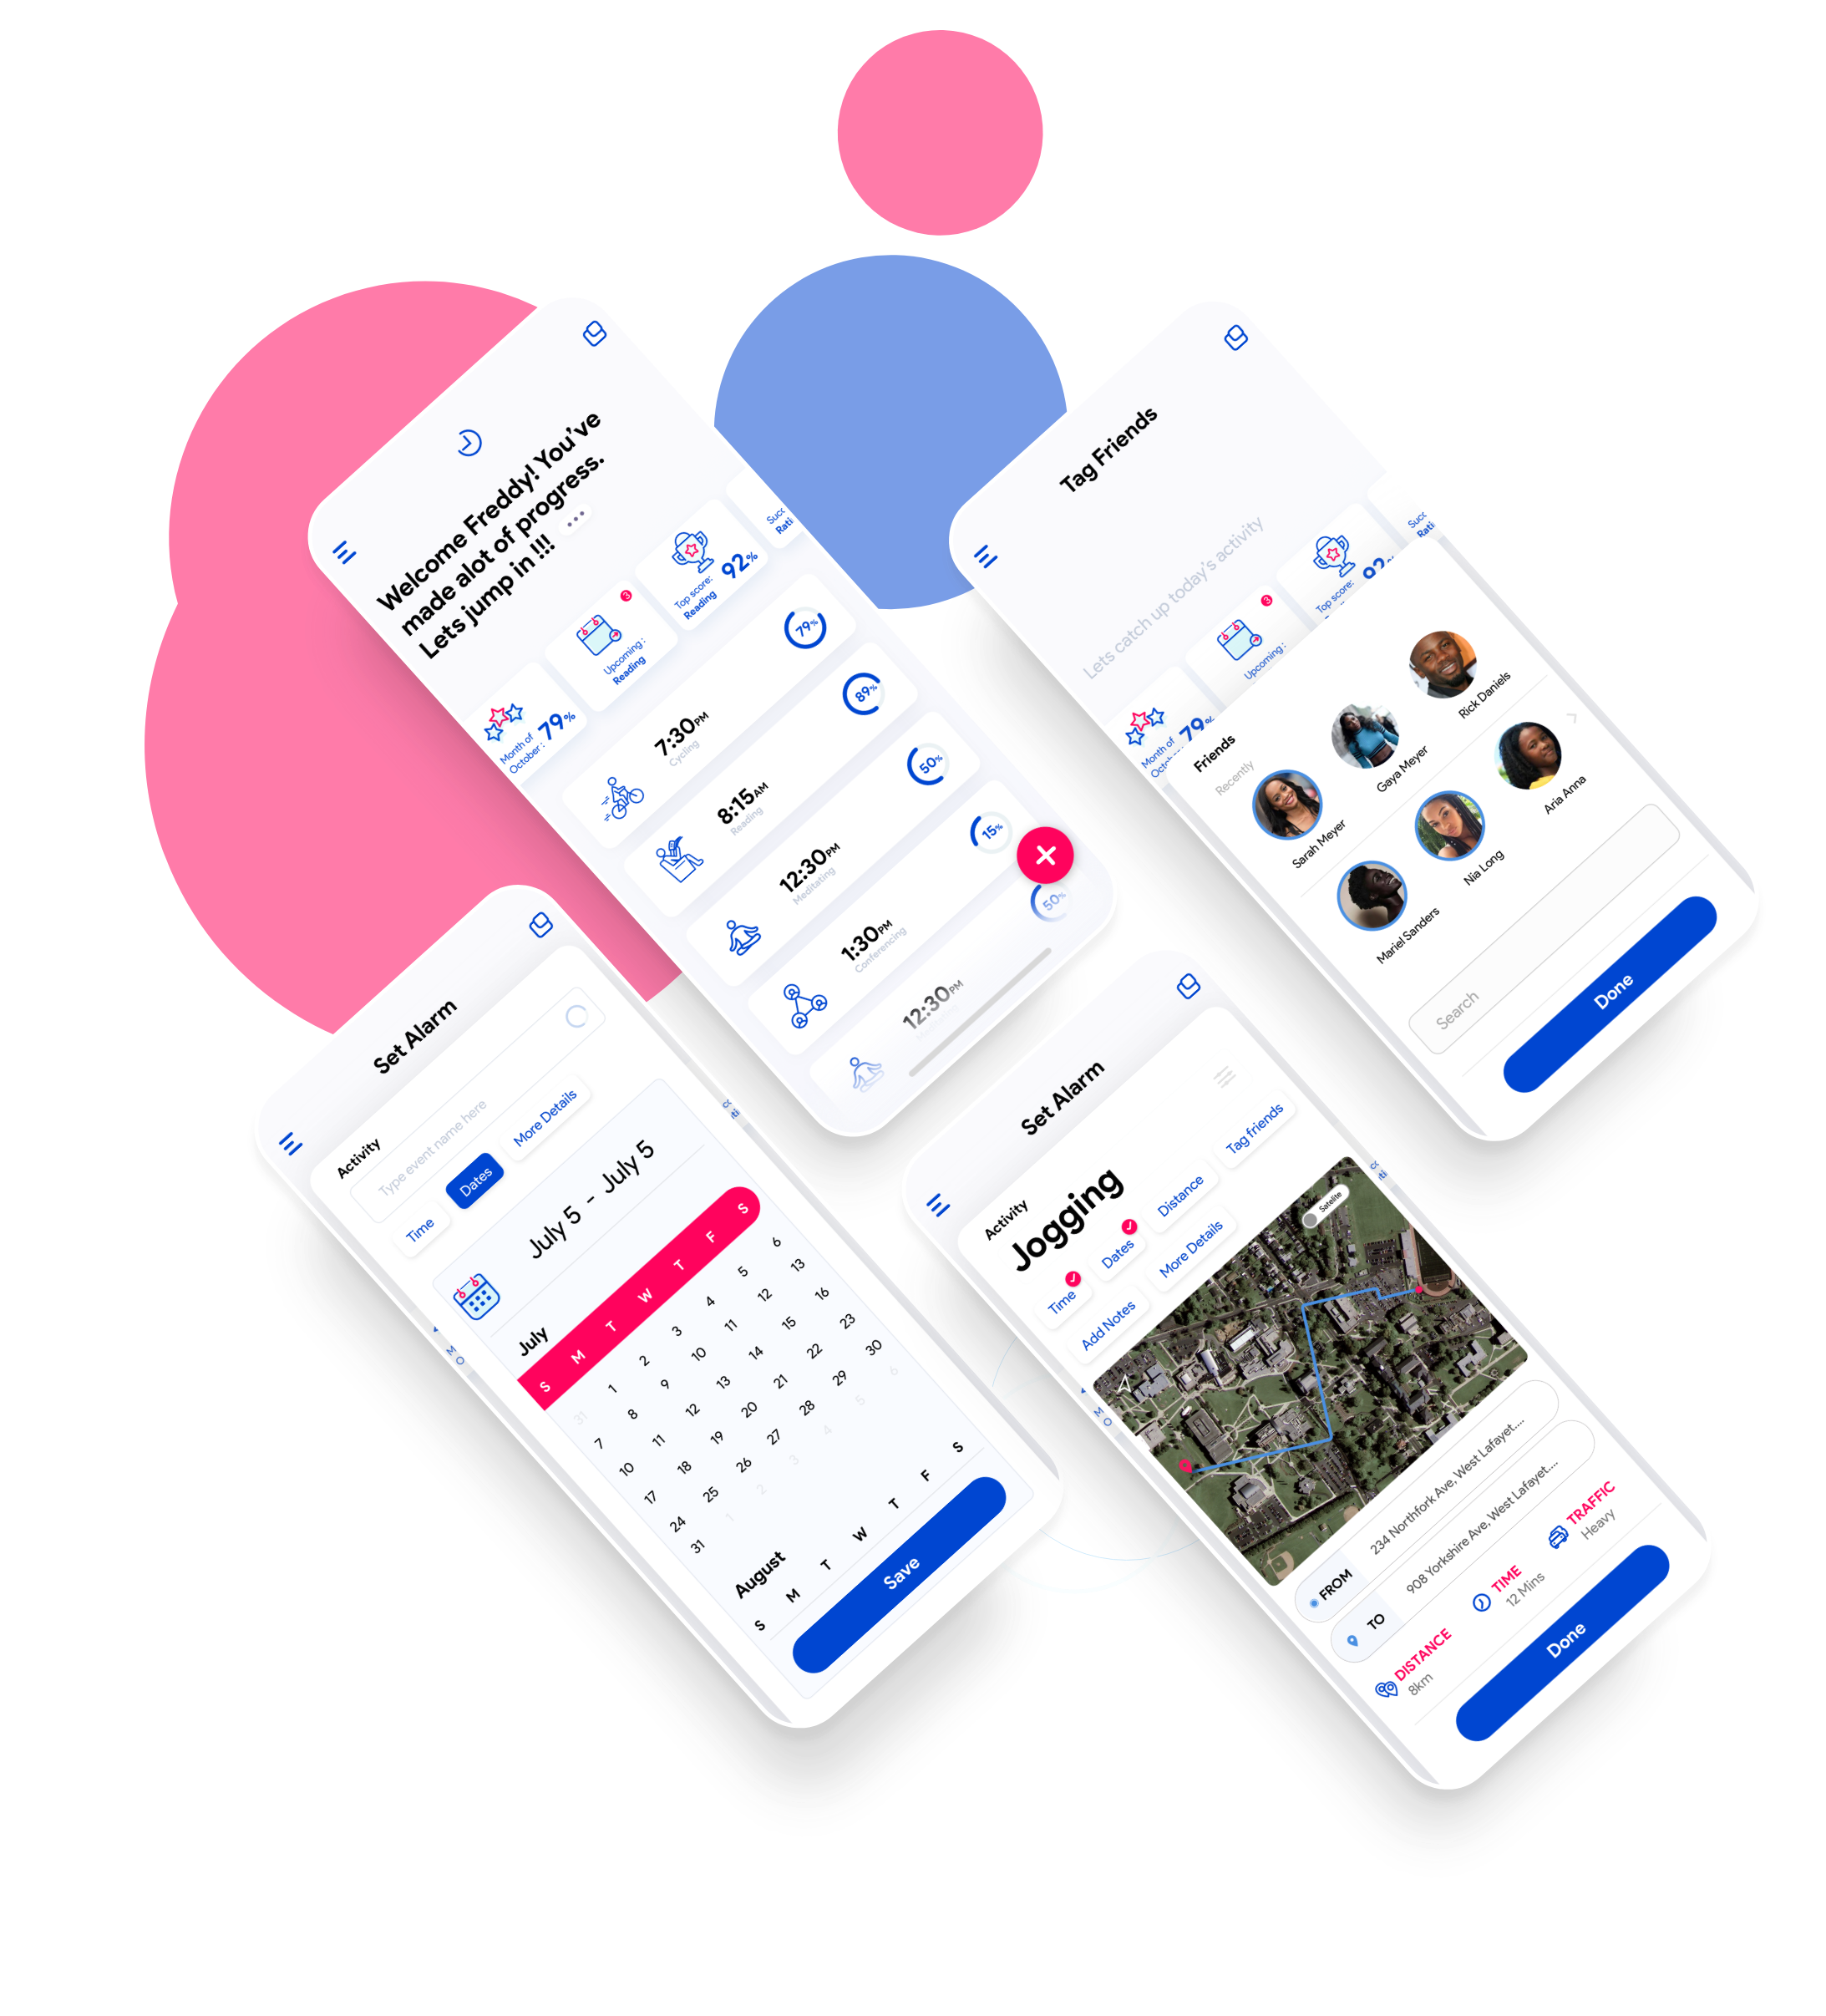 Welcome Freddy! You've
made alot of progress.
Lets jump in !!!
Month of
October :
79%
3
Upcoming :
Reading
Top score:
Reading
92%
Succ
Rati
7:30PM
Cycling
79%
8:15AM
Reading
89%
12:30PM
Meditating
50%
1:30PM
Conferencing
15%
12:30PM
50%
Tag Friends
Lets catch up today's activity
Month of
Octob
79%
3
Upcoming :
Top score:
92%
Succ
Rati
Friends
Recently
Sarah Meyer
Gaya Meyer
Rick Daniels
Mariel Sanders
Nia Long
Aria Anna
Search
Done
Set Alarm
Activity
Type event name here
Time
Dates
More Details
July 5 - July 5
July
S M T W T F S
31 1 2 3 4 5 6
7 8 9 10 11 12 13
10 11 12 13 14 15 16
17 18 19 20 21 22 23
24 25 26 27 28 29 30
31 1 2 3 4 5 6
August
S M T W T F S
Save
M
O
Set Alarm
Activity
Jogging
Time
Dates
Distance
Tag friends
Add Notes
More Details
Satelite
FROM
234 Northfork Ave, West Lafayet....
TO
908 Yorkshire Ave, West Lafayet....
DISTANCE
8km
TIME
12 Mins
TRAFFIC
Heavy
Done
M
O